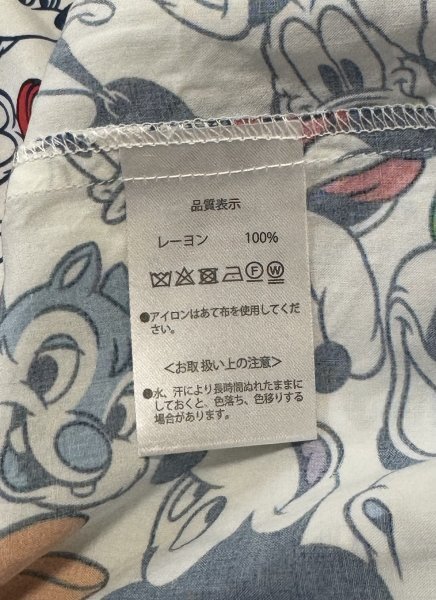 品質表示
レーヨン 100%
F W
●アイロンはあて布を使用してくだ
さい。
<お取扱い上の注意>
●水、汗により長時間ぬれたままに
しておくと、色落ち、色移りする
場合があります。